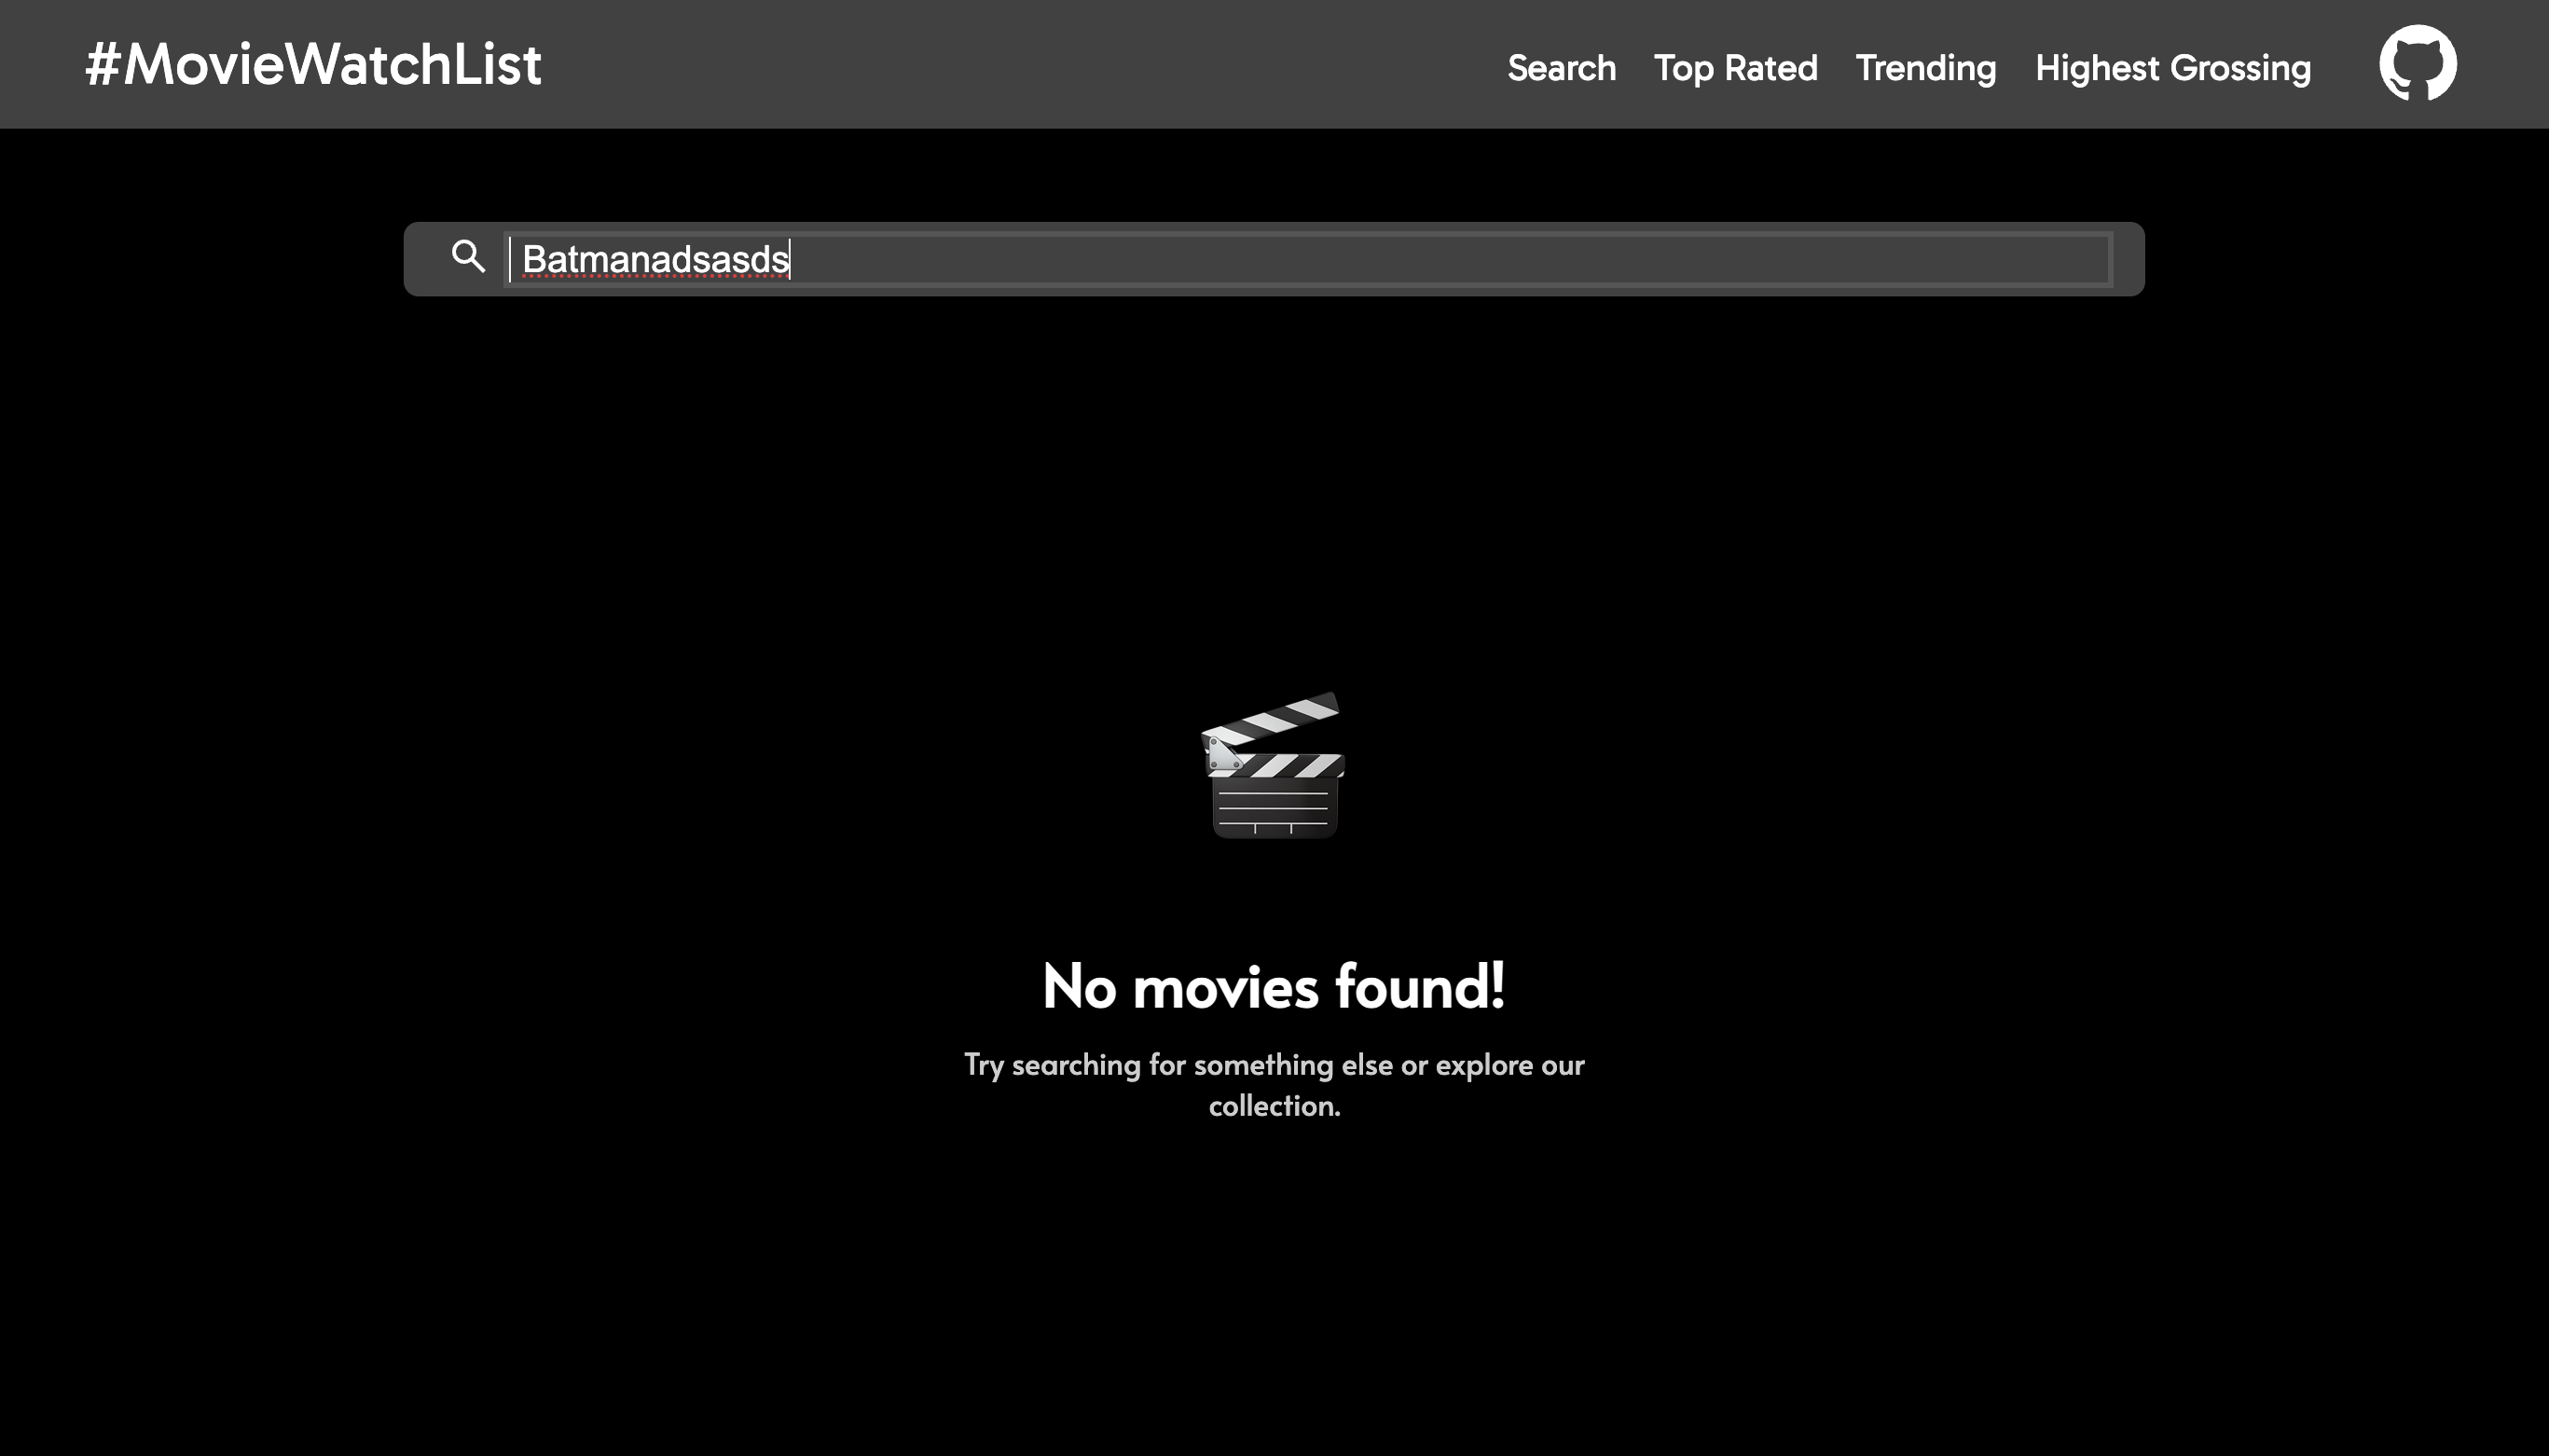 #MovieWatchList
Search Top Rated Trending Highest Grossing
Batmanadsasds
No movies found!
Try searching for something else or explore our
collection.